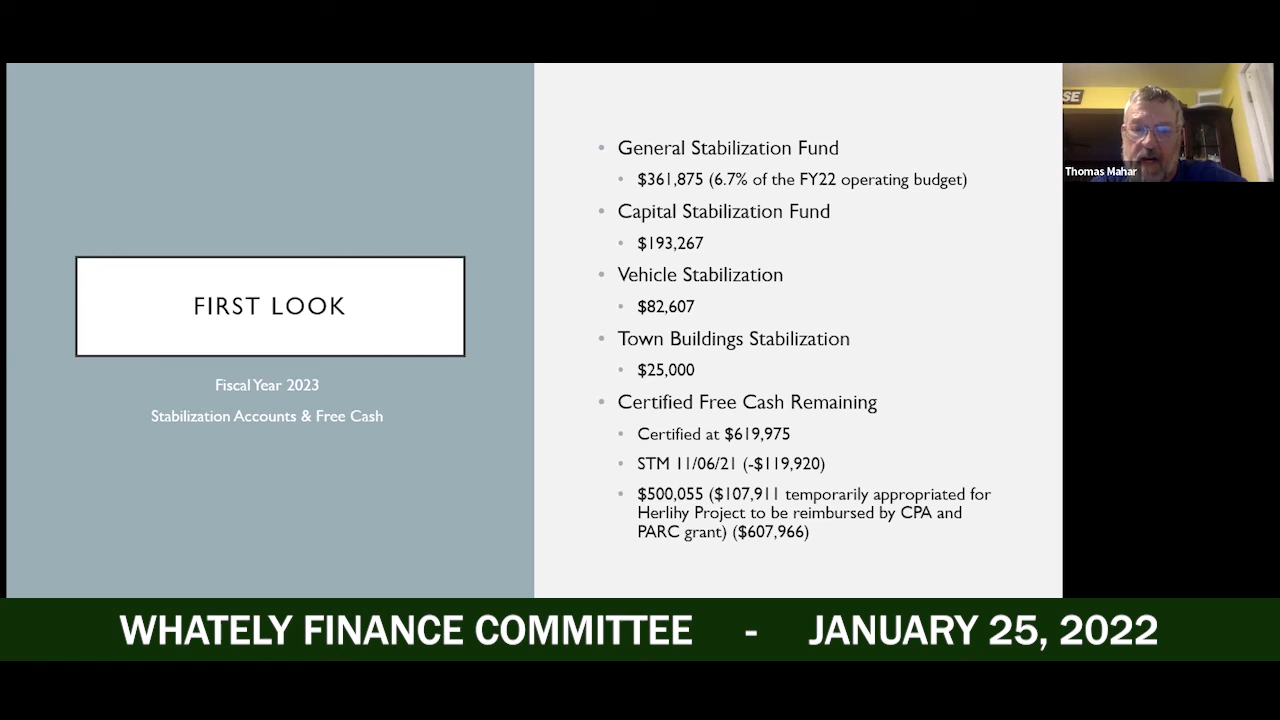 FIRST LOOK
Fiscal Year 2023
Stabilization Accounts & Free Cash
General Stabilization Fund
$361,875 (6.7% of the FY22 operating budget)
Capital Stabilization Fund
$193,267
Vehicle Stabilization
$82,607
Town Buildings Stabilization
$25,000
Certified Free Cash Remaining
Certified at $619,975
STM 11/06/21 (-$119,920)
$500,055 ($107,911 temporarily appropriated for
Herlihy Project to be reimbursed by CPA and
PARC grant) ($607,966)
SE
Thomas Mahar
WHATELY FINANCE COMMITTEE - JANUARY 25, 2022